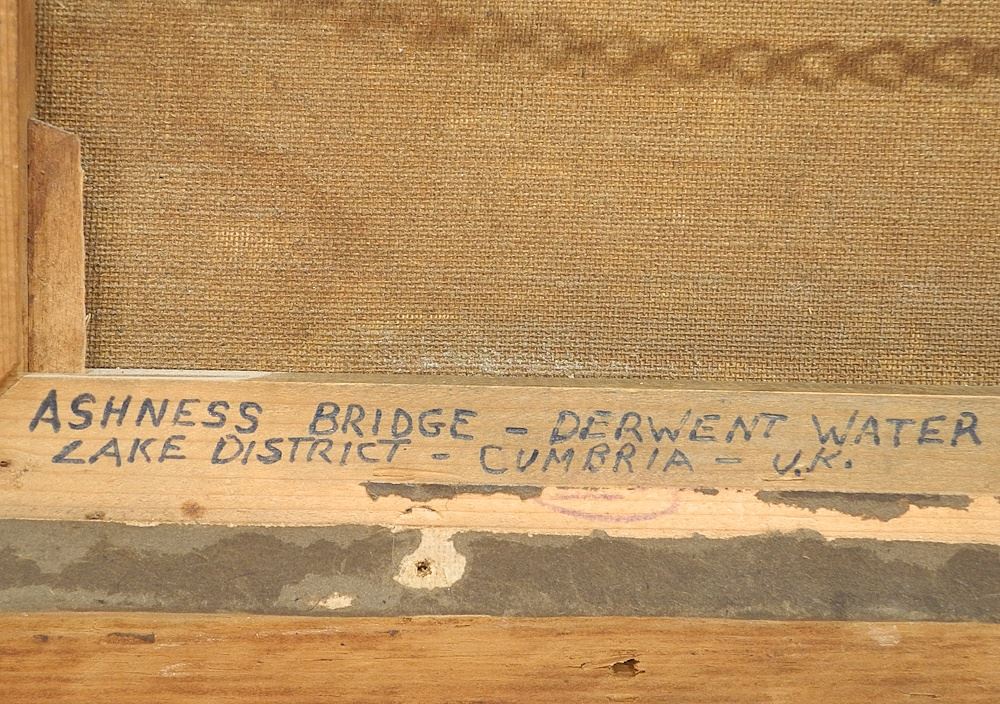 ASHNESS BRIDGE - DERWENT WATER
LAKE DISTRICT - CUMBRIA - U.K.